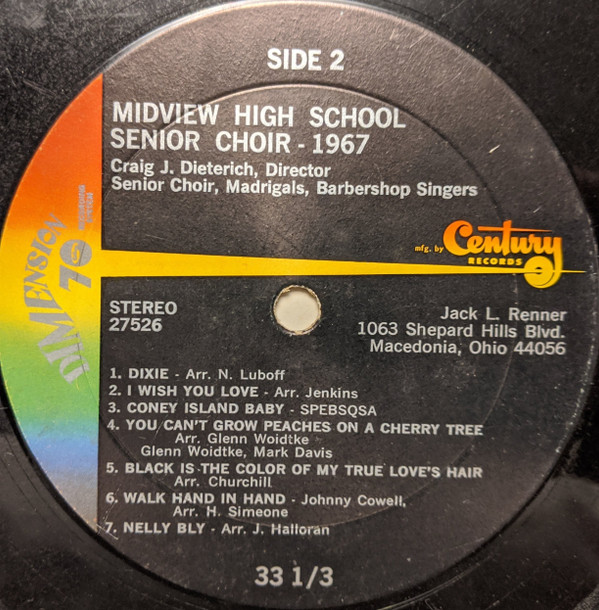 SIDE 2
MIDVIEW HIGH SCHOOL
SENIOR CHOIR - 1967
Craig J. Dieterich, Director
Senior Choir, Madrigals, Barbershop Singers
DIMENSION
70
mfg. by Century
RECORDS
STEREO
27526
Jack L. Renner
1063 Shepard Hills Blvd.
Macedonia, Ohio 44056
1. DIXIE - Arr. N. Luboff
2. I WISH YOU LOVE - Arr. Jenkins
3. CONEY ISLAND BABY - SPEBSQSA
4. YOU CAN'T GROW PEACHES ON A CHERRY TREE
Arr. Glenn Woidtke
Glenn Woidtke, Mark Davis
5. BLACK IS THE COLOR OF MY TRUE LOVE'S HAIR
Arr. Churchill
6. WALK HAND IN HAND - Johnny Cowell,
Arr. H. Simeone
7. NELLY BLY - Arr. J. Halloran
33 1/3